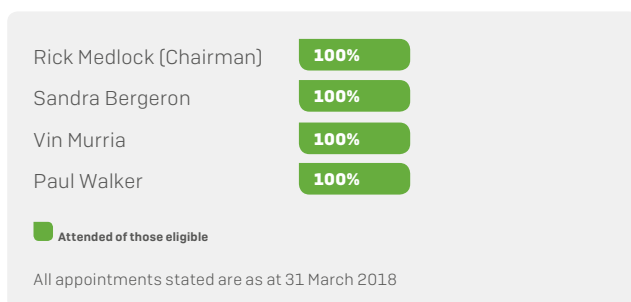 Rick Medlock (Chairman) 100%
Sandra Bergeron 100%
Vin Murria 100%
Paul Walker 100%
Attended of those eligible
All appointments stated are as at 31 March 2018